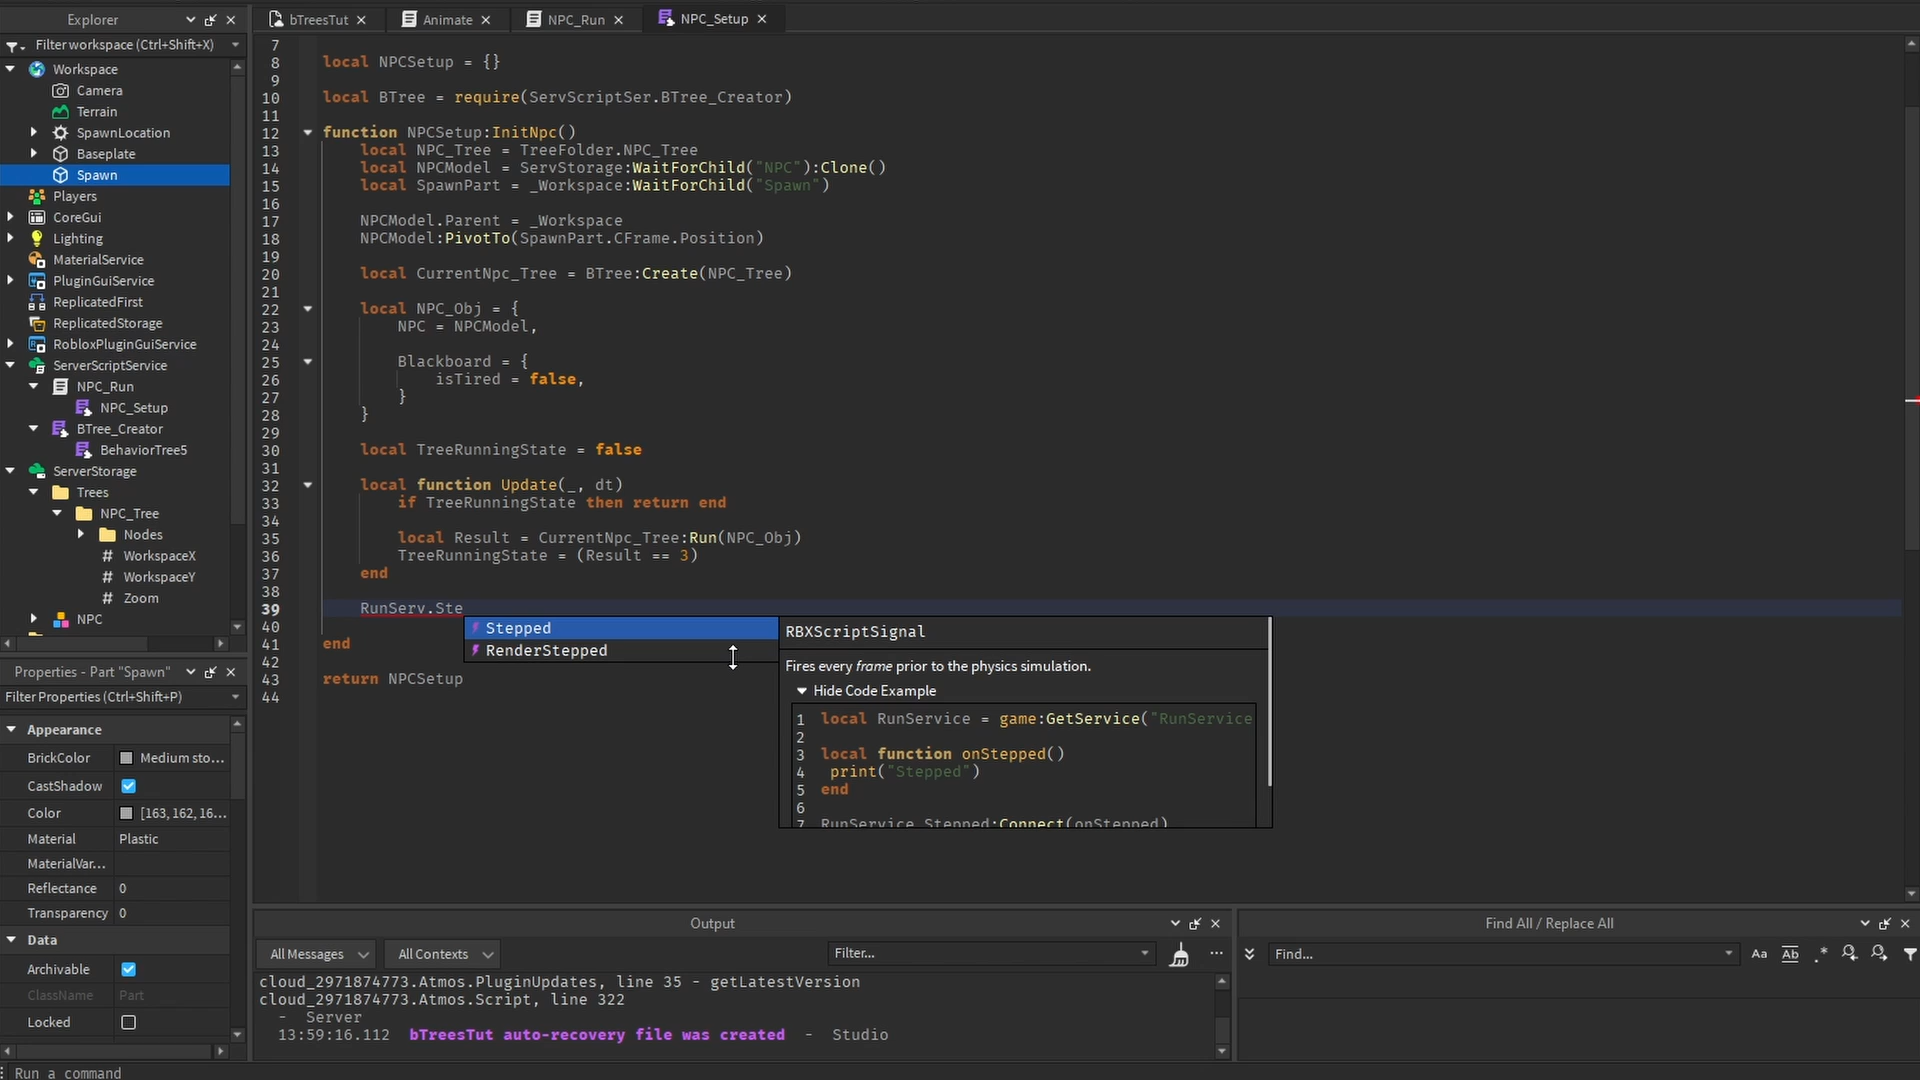 Explorer
Filter workspace (Ctrl+Shift+X)
Workspace
Camera
Terrain
SpawnLocation
Baseplate
Spawn
Players
CoreGui
Lighting
MaterialService
PluginGuiService
ReplicatedFirst
ReplicatedStorage
RobloxPluginGuiService
ServerScriptService
NPC_Run
NPC_Setup
BTree_Creator
BehaviorTree5
ServerStorage
Trees
NPC_Tree
Nodes
# WorkspaceX
# WorkspaceY
# Zoom
NPC
Properties - Part "Spawn"
Filter Properties (Ctrl+Shift+P)
Appearance
BrickColor Medium sto...
CastShadow
Color [163, 162, 16...
Material Plastic
MaterialVar...
Reflectance 0
Transparency 0
Data
Archivable
ClassName Part
Locked
Run a command
bTreesTut
Animate
NPC_Run
NPC_Setup
7
8 local NPCSetup = {}
9
10 local BTree = require(ServScriptSer.BTree_Creator)
11
12 function NPCSetup:InitNpc()
13 local NPC_Tree = TreeFolder.NPC_Tree
14 local NPCModel = ServStorage:WaitForChild("NPC"):Clone()
15 local SpawnPart = _Workspace:WaitForChild("Spawn")
16
17 NPCModel.Parent = _Workspace
18 NPCModel:PivotTo(SpawnPart.CFrame.Position)
19
20 local CurrentNpc_Tree = BTree:Create(NPC_Tree)
21
22 local NPC_Obj = {
23 NPC = NPCModel,
24
25 Blackboard = {
26 isTired = false,
27 }
28 }
29
30 local TreeRunningState = false
31
32 local function Update(_, dt)
33 if TreeRunningState then return end
34
35 local Result = CurrentNpc_Tree:Run(NPC_Obj)
36 TreeRunningState = (Result == 3)
37 end
38
39 RunServ.Ste
40
41 end
42
43 return NPCSetup
44
Stepped
RenderStepped
RBXScriptSignal
Fires every frame prior to the physics simulation.
Hide Code Example
1 local RunService = game:GetService("RunService
2
3 local function onStepped()
4 print("Stepped")
5 end
6
7 RunService.Stepped:Connect(onStepped)
Output
All Messages
All Contexts
Filter...
cloud_2971874773.Atmos.PluginUpdates, line 35 - getLatestVersion
cloud_2971874773.Atmos.Script, line 322
- Server
13:59:16.112 bTreesTut auto-recovery file was created - Studio
Find All / Replace All
Find...
Aa
Ab
.*